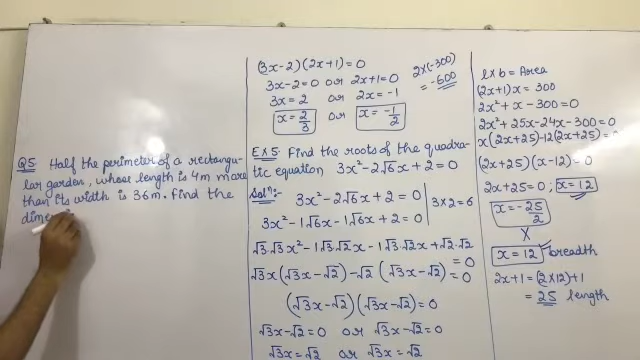 Q5 Half the perimeter of a rectangu-
lar garden, whose length is 4m more
than its width is 36m. Find the
dimens
(3x-2)(2x+1)=0
3x-2=0 or 2x+1=0
3x=2 or 2x=-1
x=2/3 or x=-1/2
2x(-300)
=-600
EX5: Find the roots of the quadra-
tic equation 3x²-2√6x+2=0
Solⁿ:-
3x²-2√6x+2=0
3x2=6
3x²-1√6x-1√6x+2=0
√3.√3x²-1√3.√2x-1√3.√2x+√2.√2
=0
√3x(√3x-√2)-√2(√3x-√2)=0
(√3x-√2)(√3x-√2)=0
√3x-√2=0 or √3x-√2=0
√3x=√2 or √3x=√2
l×b=Area
(2x+1)x=300
2x²+x-300=0
2x²+25x-24x-300=0
x(2x+25)-12(2x+25)=
(2x+25)(x-12)=0
2x+25=0; x=12
x=-25/2
X
x=12 breadth
2x+1=(2×12)+1
=25 length